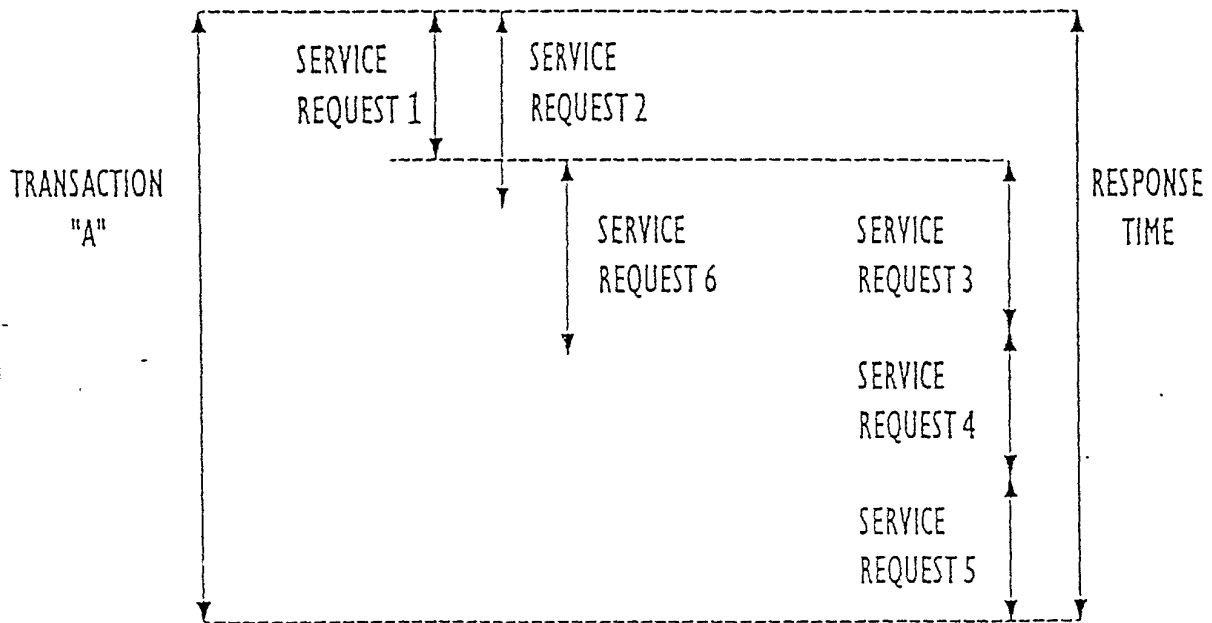 SERVICE
REQUEST 1
SERVICE
REQUEST 2
TRANSACTION
"A"
RESPONSE
TIME
SERVICE
REQUEST 6
SERVICE
REQUEST 3
SERVICE
REQUEST 4
SERVICE
REQUEST 5